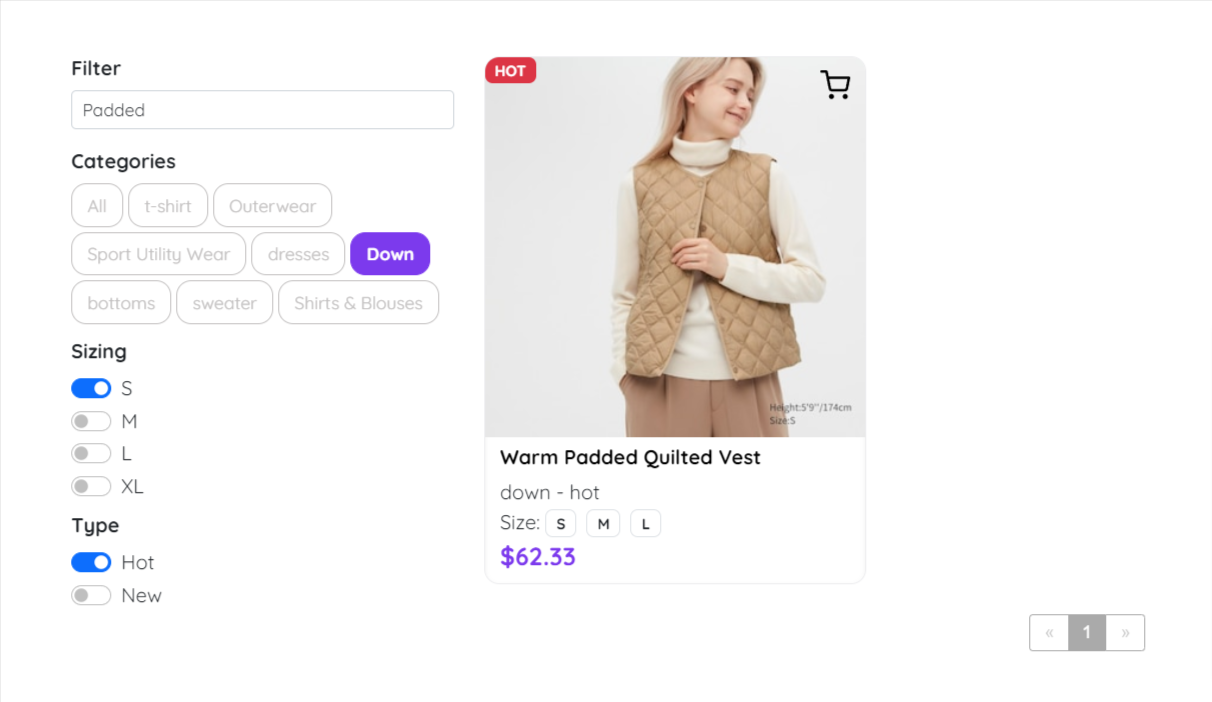 Filter
Padded
Categories
All
t-shirt
Outerwear
Sport Utility Wear
dresses
Down
bottoms
sweater
Shirts & Blouses
Sizing
S
M
L
XL
Type
Hot
New
HOT
Height:5'9''/174cm
Size:S
Warm Padded Quilted Vest
down - hot
Size: S M L
$62.33
« 1 »